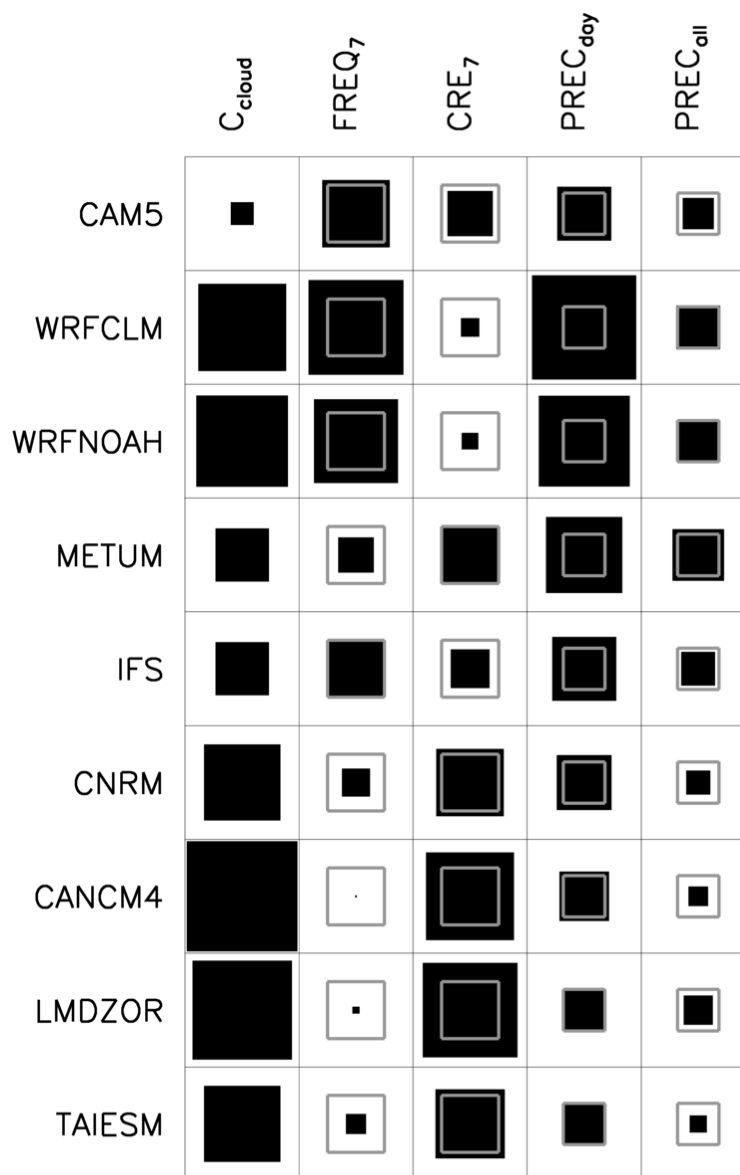 C_cloud FREQ_7 CRE_7 PREC_day PREC_all
CAM5
WRFCLM
WRFNOAH
METUM
IFS
CNRM
CANCM4
LMDZOR
TAIESM